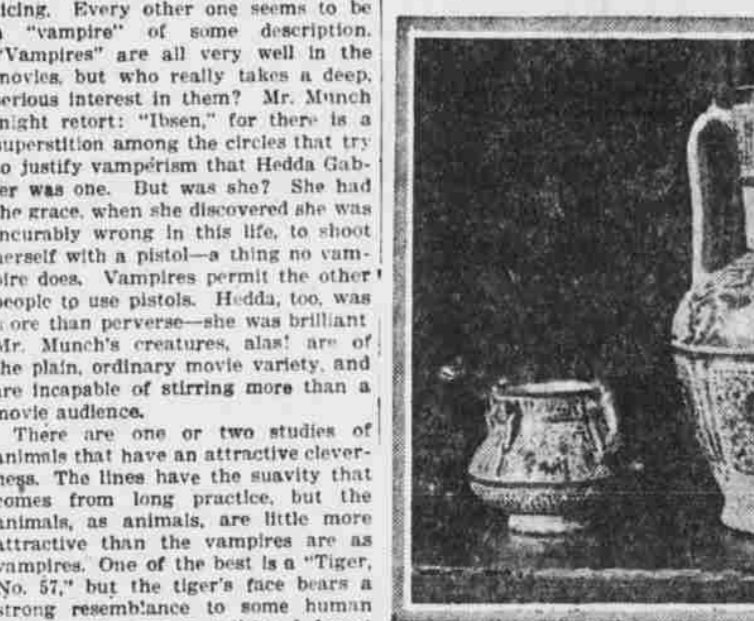 icing. Every other one seems to be
a "vampire" of some description.
"Vampires" are all very well in the
movies, but who really takes a deep,
serious interest in them? Mr. Munch
might retort: "Ibsen," for there is a
superstition among the circles that try
to justify vampérism that Hedda Gab-
ler was one. But was she? She had
the grace, when she discovered she was
incurably wrong in this life, to shoot
herself with a pistol—a thing no vam-
pire does. Vampires permit the other
people to use pistols. Hedda, too, was
ore than perverse—she was brilliant
Mr. Munch's creatures, alas! are of
the plain, ordinary movie variety, and
are incapable of stirring more than a
movie audience.
There are one or two studies of
animals that have an attractive clever-
ness. The lines have the suavity that
comes from long practice, but the
animals, as animals, are little more
attractive than the vampires are as
vampires. One of the best is a "Tiger,
No. 57," but the tiger's face bears a
strong resemblance to some human